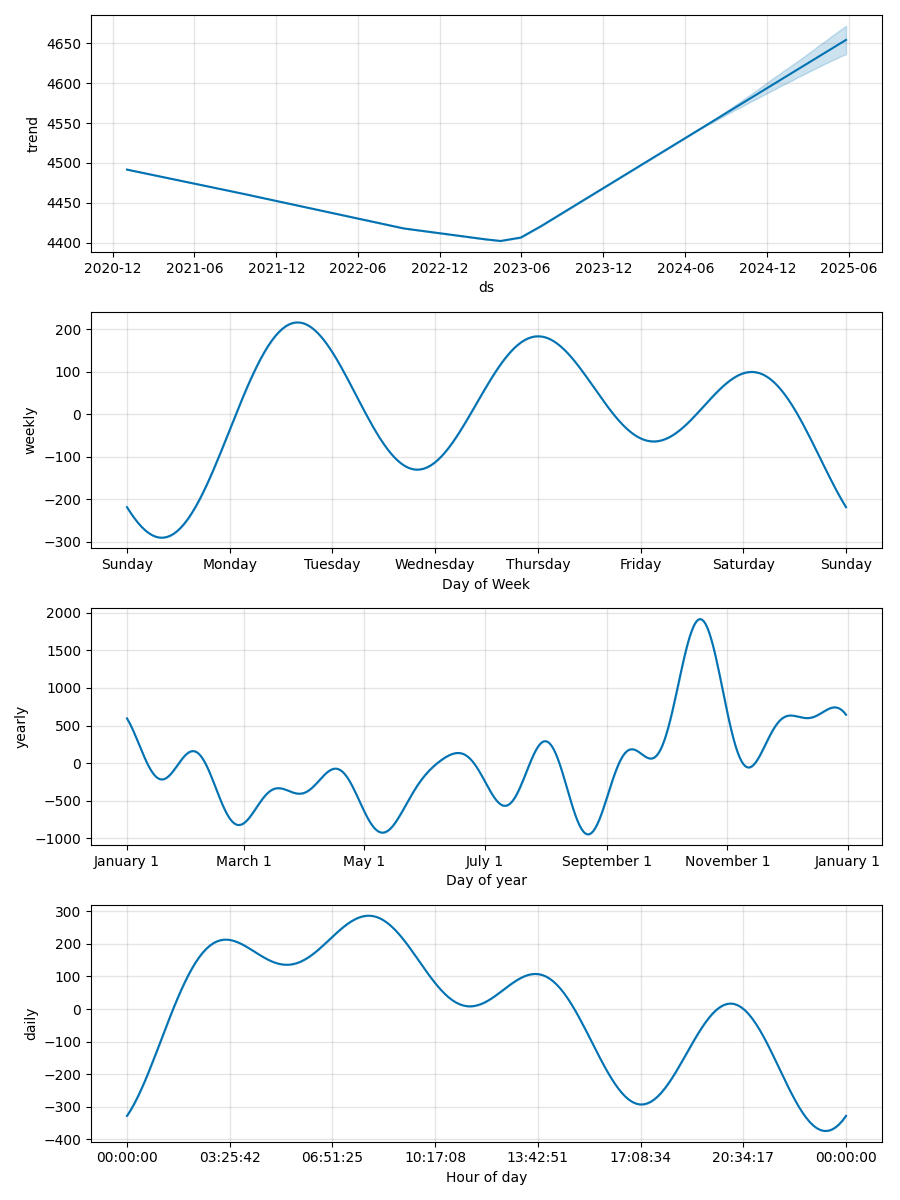 trend
4650
4600
4550
4500
4450
4400
2020-12 2021-06 2021-12 2022-06 2022-12 2023-06 2023-12 2024-06 2024-12 2025-06
ds
weekly
200
100
0
−100
−200
−300
Sunday Monday Tuesday Wednesday Thursday Friday Saturday Sunday
Day of Week
yearly
2000
1500
1000
500
0
−500
−1000
January 1 March 1 May 1 July 1 September 1 November 1 January 1
Day of year
daily
300
200
100
0
−100
−200
−300
−400
00:00:00 03:25:42 06:51:25 10:17:08 13:42:51 17:08:34 20:34:17 00:00:00
Hour of day